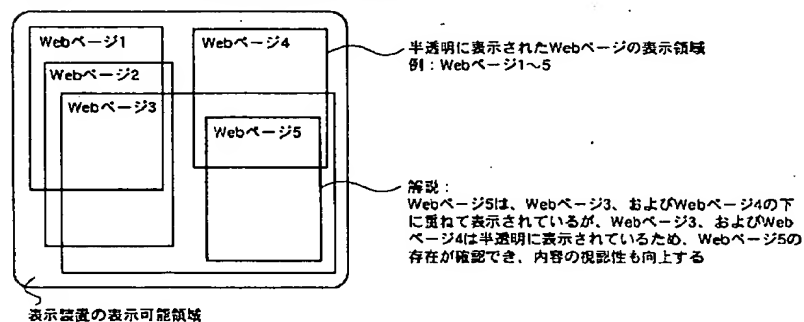 Webページ1
Webページ4
Webページ2
Webページ3
Webページ5
半透明に表示されたWebページの表示領域
例：Webページ1～5
解説：
Webページ5は、Webページ3、およびWebページ4の下
に重ねて表示されているが、Webページ3、およびWeb
ページ4は半透明に表示されているため、Webページ5の
存在が確認でき、内容の視認性も向上する
表示装置の表示可能領域